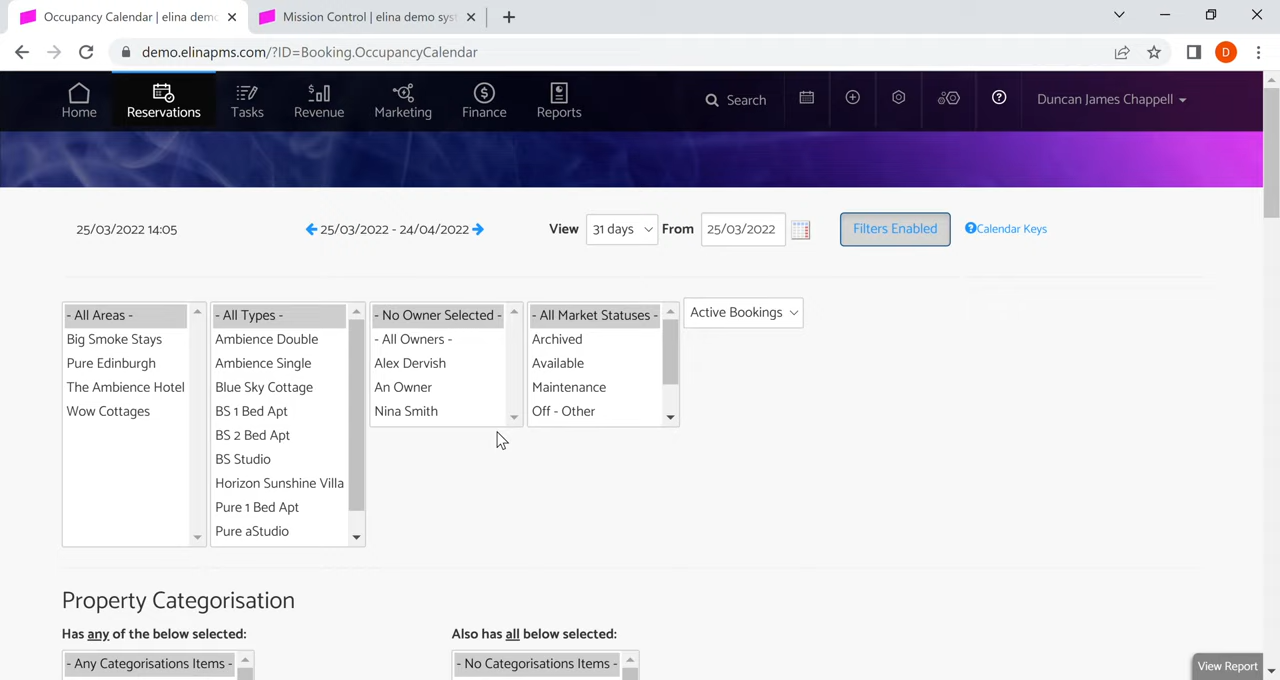 Occupancy Calendar | elina demo
Mission Control | elina demo sys
demo.elinapms.com/?ID=Booking.OccupancyCalendar
D
Home
Reservations
Tasks
Revenue
Marketing
Finance
Reports
Search
Duncan James Chappell
25/03/2022 14:05
25/03/2022 - 24/04/2022
View
31 days
From
25/03/2022
Filters Enabled
Calendar Keys
- All Areas -
Big Smoke Stays
Pure Edinburgh
The Ambience Hotel
Wow Cottages
- All Types -
Ambience Double
Ambience Single
Blue Sky Cottage
BS 1 Bed Apt
BS 2 Bed Apt
BS Studio
Horizon Sunshine Villa
Pure 1 Bed Apt
Pure aStudio
- No Owner Selected -
- All Owners -
Alex Dervish
An Owner
Nina Smith
- All Market Statuses -
Archived
Available
Maintenance
Off - Other
Active Bookings
Property Categorisation
Has any of the below selected:
Also has all below selected:
- Any Categorisations Items -
- No Categorisations Items -
View Report